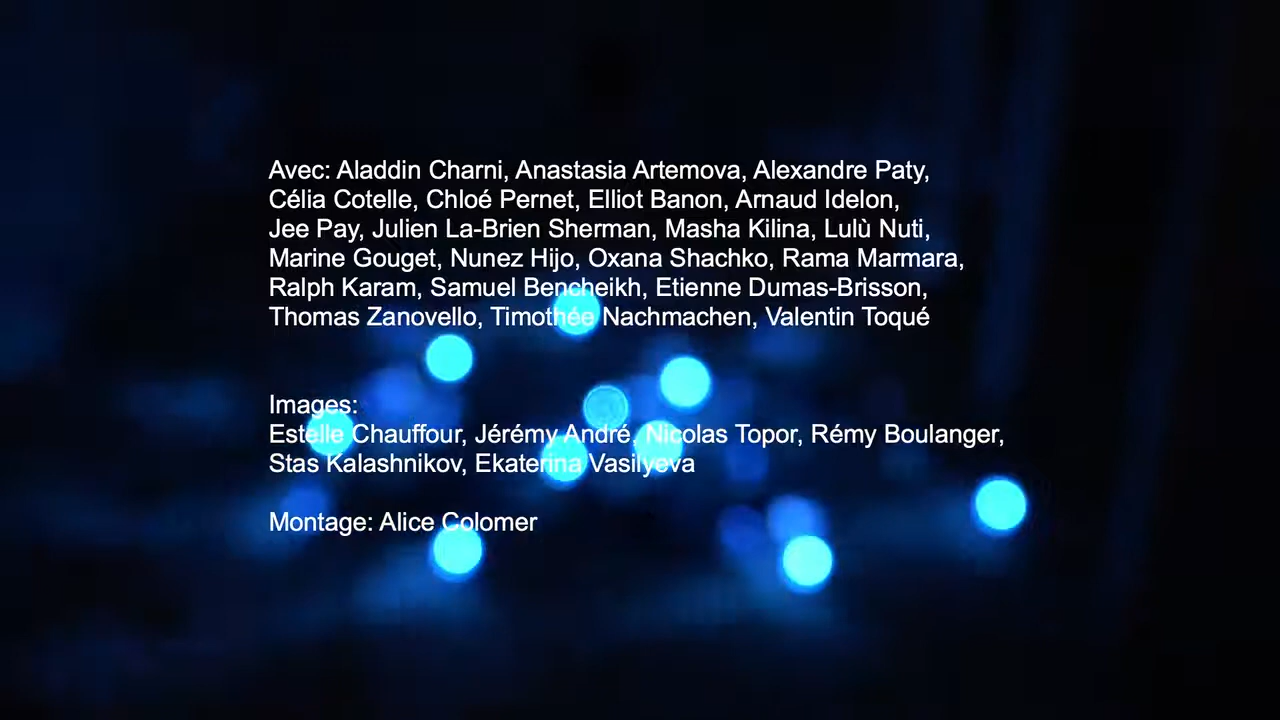 Avec: Aladdin Charni, Anastasia Artemova, Alexandre Paty,
Célia Cotelle, Chloé Pernet, Elliot Banon, Arnaud Idelon,
Jee Pay, Julien La-Brien Sherman, Masha Kilina, Lulù Nuti,
Marine Gouget, Nunez Hijo, Oxana Shachko, Rama Marmara,
Ralph Karam, Samuel Bencheikh, Etienne Dumas-Brisson,
Thomas Zanovello, Timothée Nachmachen, Valentin Toqué
Images:
Estelle Chauffour, Jérémy André, Nicolas Topor, Rémy Boulanger,
Stas Kalashnikov, Ekaterina Vasilyeva
Montage: Alice Colomer